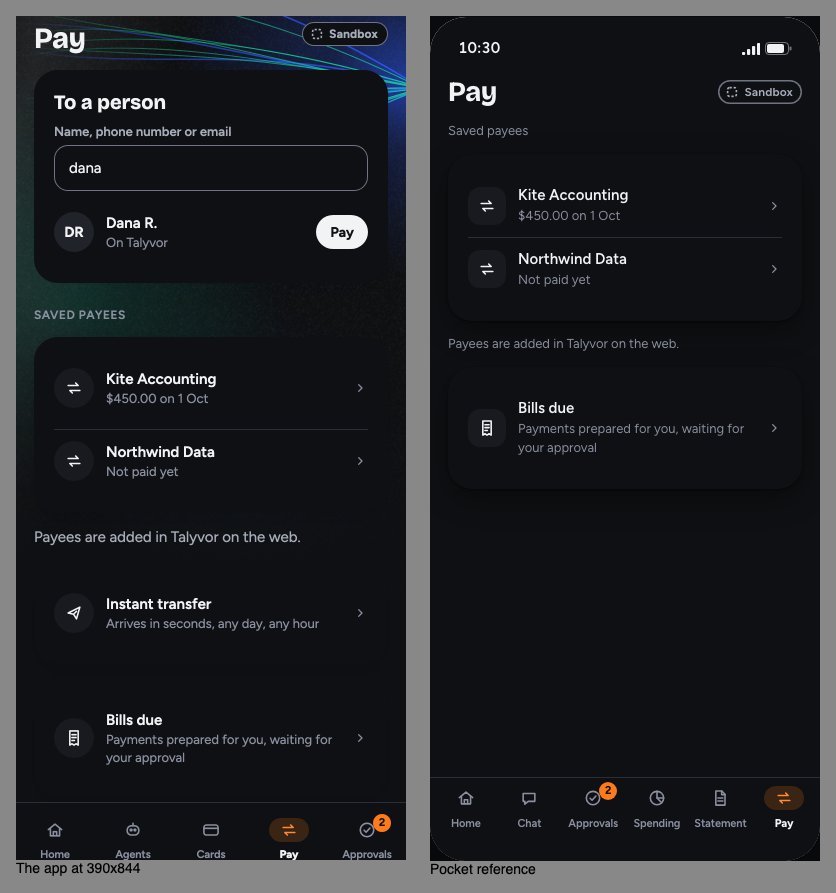 Pay
Sandbox
To a person
Name, phone number or email
dana
DR
Dana R.
On Talyvor
Pay
SAVED PAYEES
Kite Accounting
$450.00 on 1 Oct
Northwind Data
Not paid yet
Payees are added in Talyvor on the web.
Instant transfer
Arrives in seconds, any day, any hour
Bills due
Payments prepared for you, waiting for
your approval
2
Home
Agents
Cards
Pay
Approvals
The app at 390x844
10:30
Pay
Sandbox
Saved payees
Kite Accounting
$450.00 on 1 Oct
Northwind Data
Not paid yet
Payees are added in Talyvor on the web.
Bills due
Payments prepared for you, waiting for
your approval
2
Home
Chat
Approvals
Spending
Statement
Pay
Pocket reference